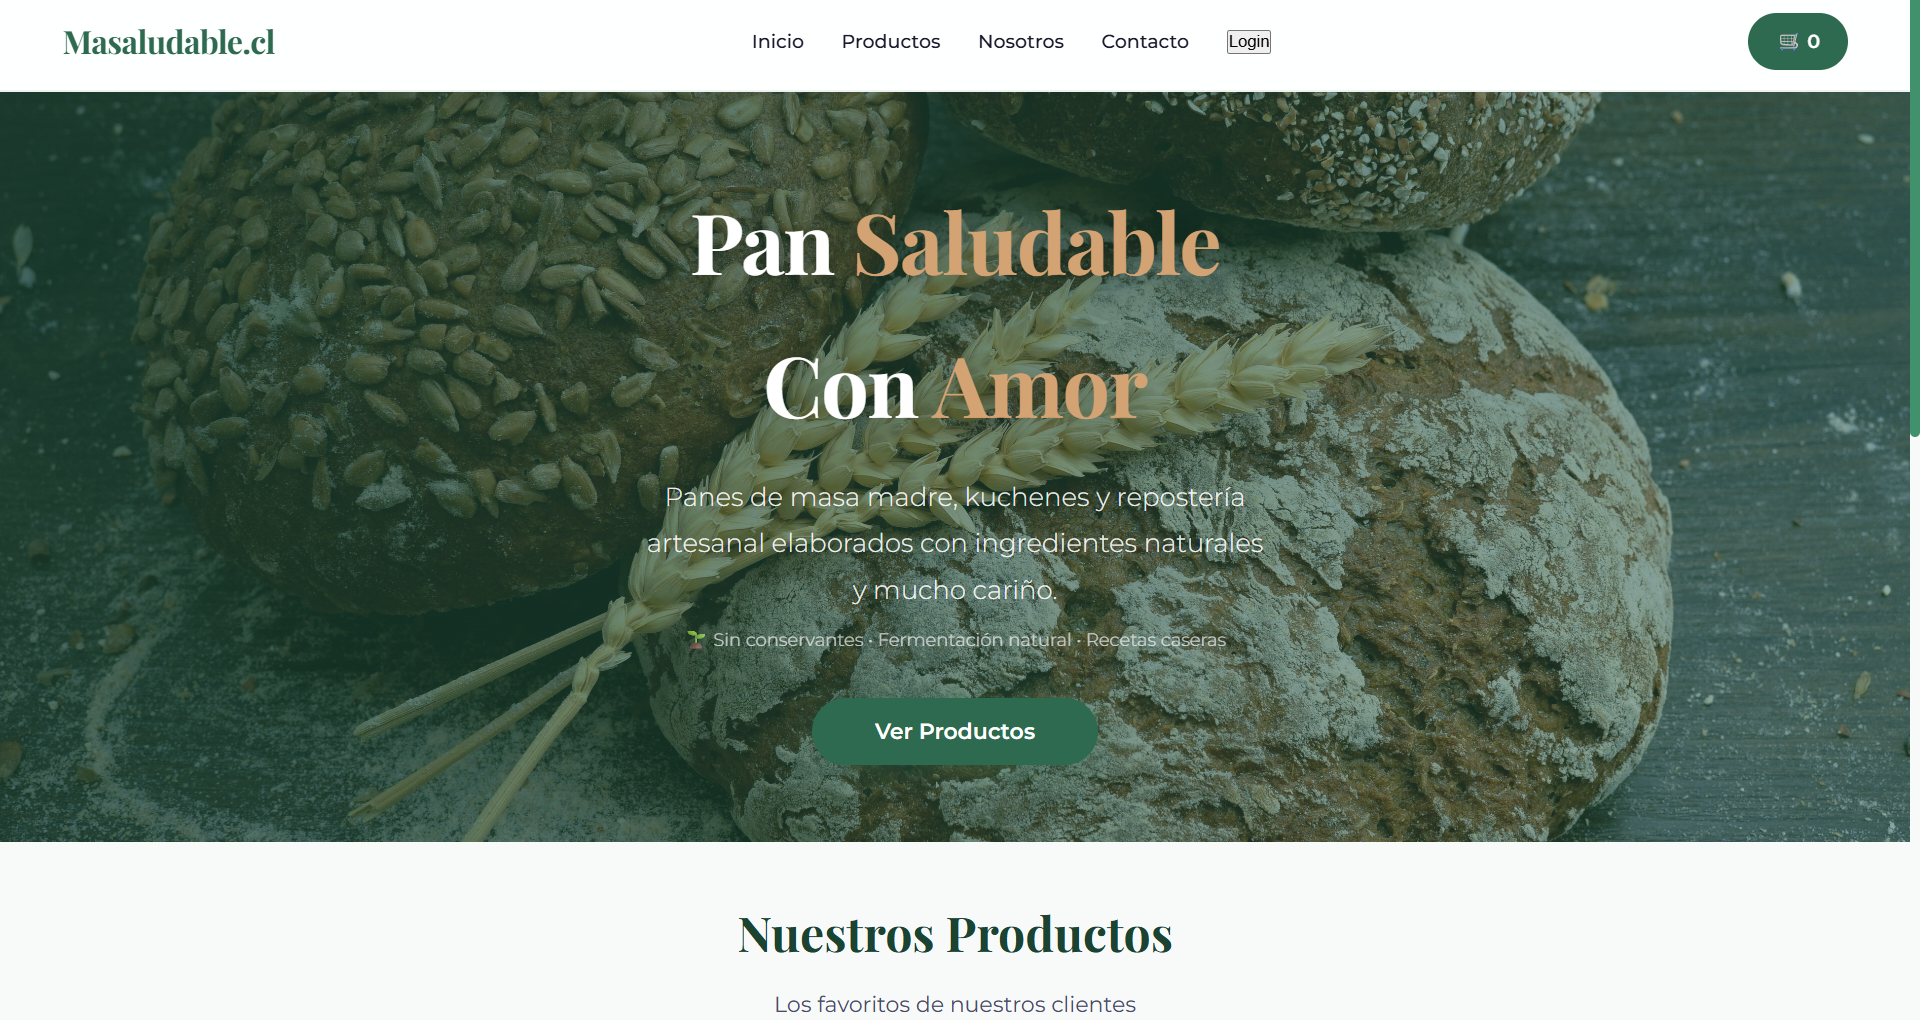 Masaludable.cl
Inicio Productos Nosotros Contacto Login
0
Pan Saludable
Con Amor
Panes de masa madre, kuchenes y repostería
artesanal elaborados con ingredientes naturales
y mucho cariño.
Sin conservantes • Fermentación natural • Recetas caseras
Ver Productos
Nuestros Productos
Los favoritos de nuestros clientes